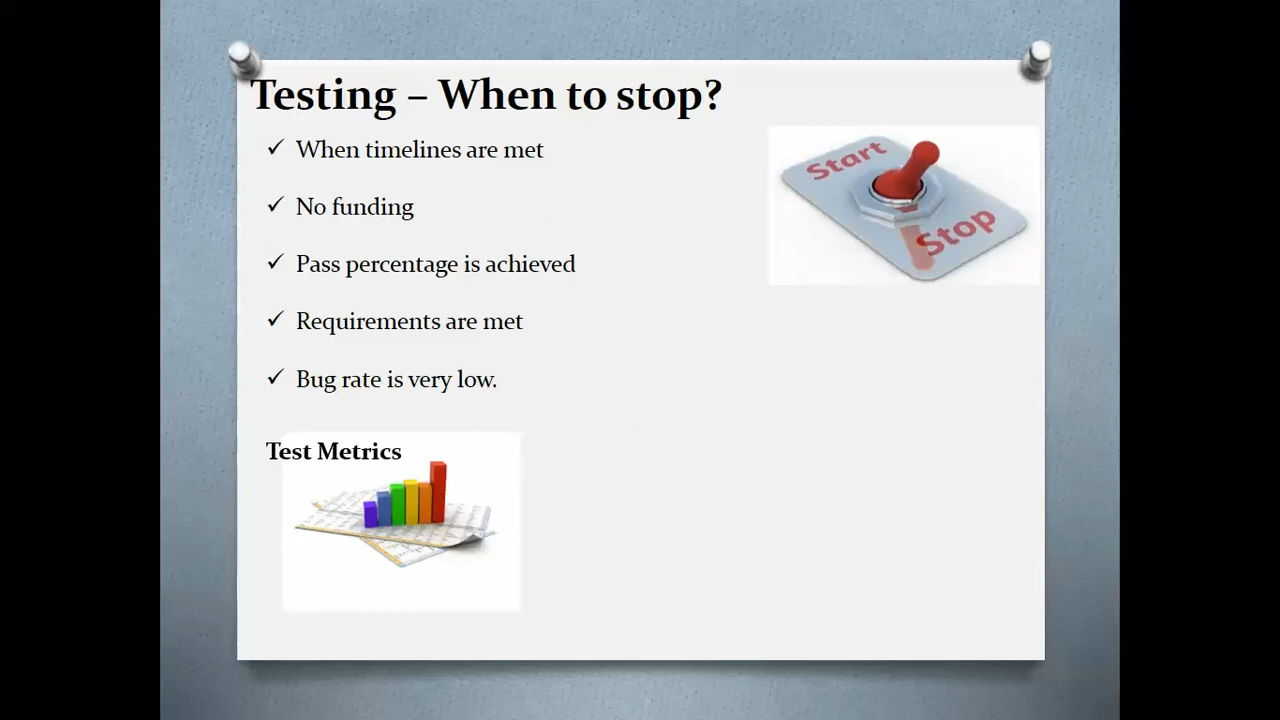 Testing – When to stop?
✓ When timelines are met
✓ No funding
✓ Pass percentage is achieved
✓ Requirements are met
✓ Bug rate is very low.
Start
Stop
Test Metrics